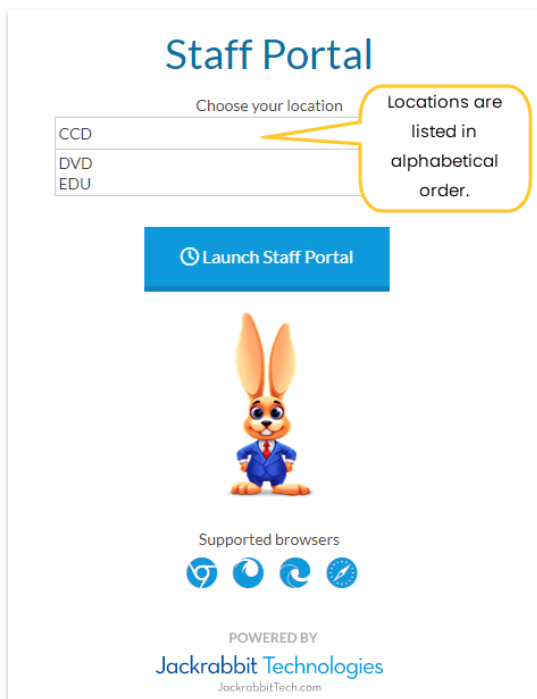 Staff Portal
Choose your location
CCD
DVD
EDU
Locations are
listed in
alphabetical
order.
Launch Staff Portal
Supported browsers
POWERED BY
Jackrabbit Technologies
JackrabbitTech.com